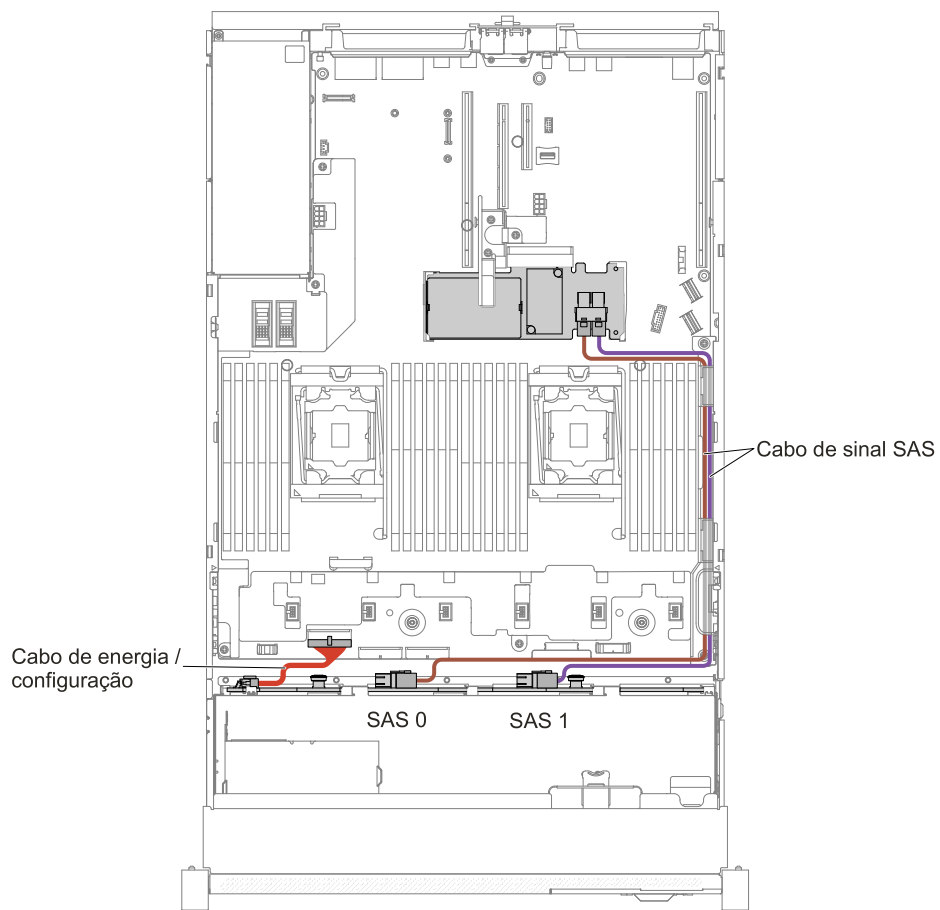 Cabo de sinal SAS
Cabo de energia /
configuração
SAS 0
SAS 1